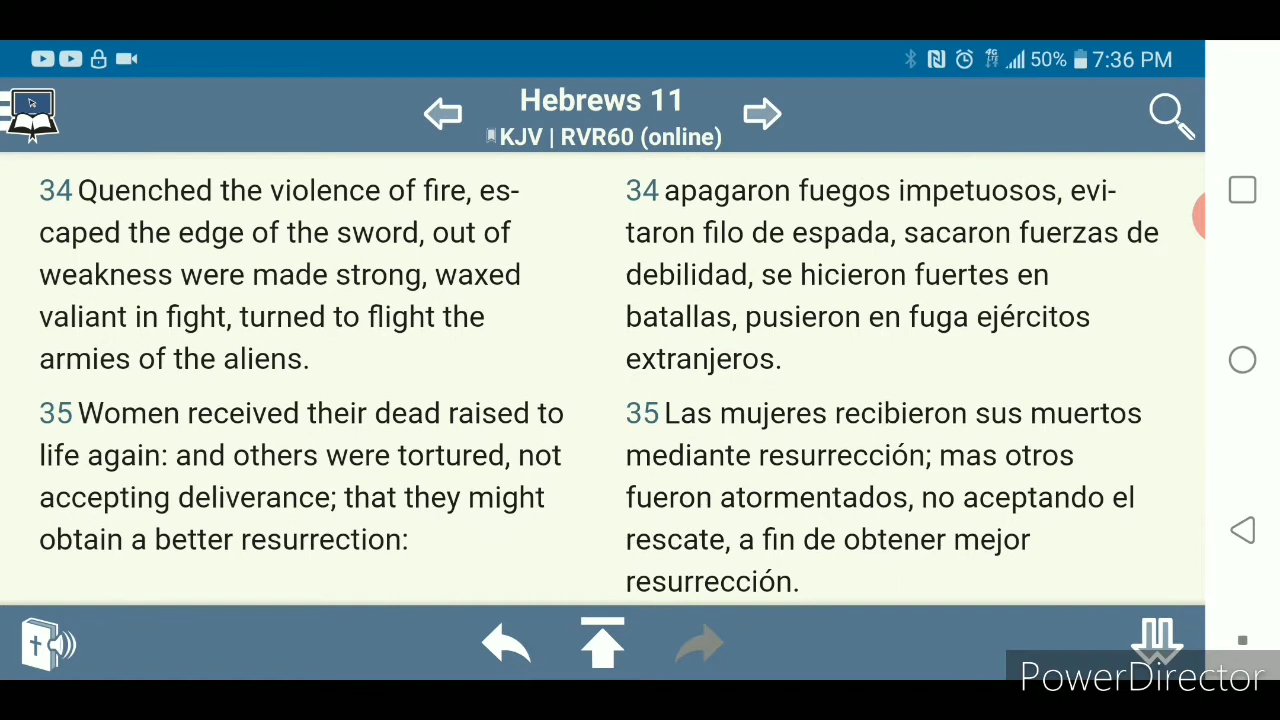 50% 7:36 PM
Hebrews 11
KJV | RVR60 (online)
34 Quenched the violence of fire, es-
caped the edge of the sword, out of
weakness were made strong, waxed
valiant in fight, turned to flight the
armies of the aliens.
35 Women received their dead raised to
life again: and others were tortured, not
accepting deliverance; that they might
obtain a better resurrection:
34 apagaron fuegos impetuosos, evi-
taron filo de espada, sacaron fuerzas de
debilidad, se hicieron fuertes en
batallas, pusieron en fuga ejércitos
extranjeros.
35 Las mujeres recibieron sus muertos
mediante resurrección; mas otros
fueron atormentados, no aceptando el
rescate, a fin de obtener mejor
resurrección.
PowerDirector